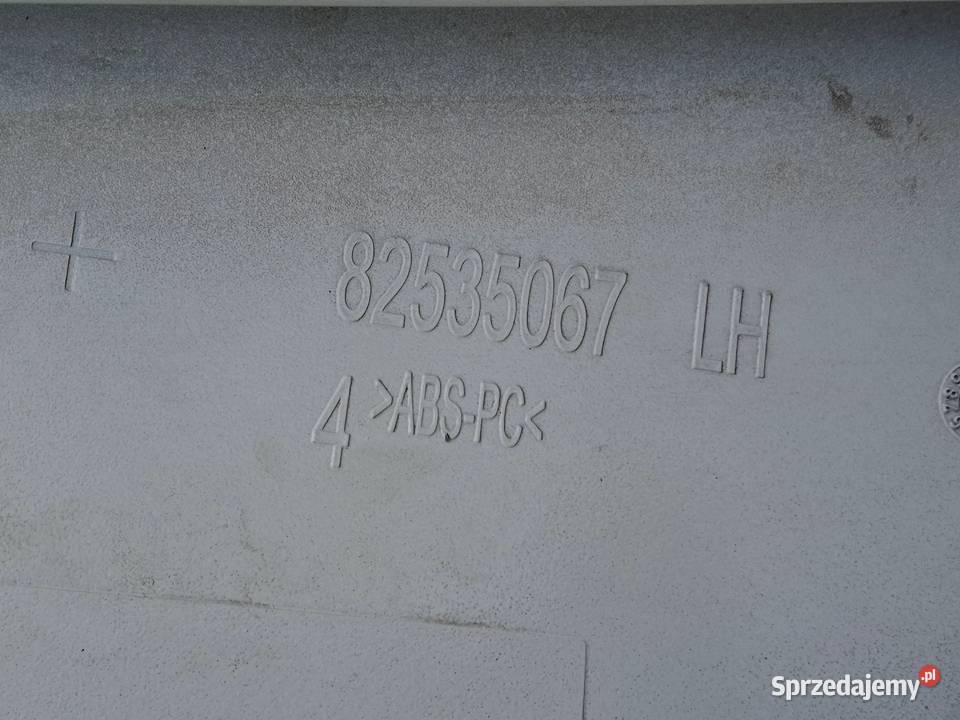 82535067 LH
4 >ABS-PC<
Sprzedajemy.pl